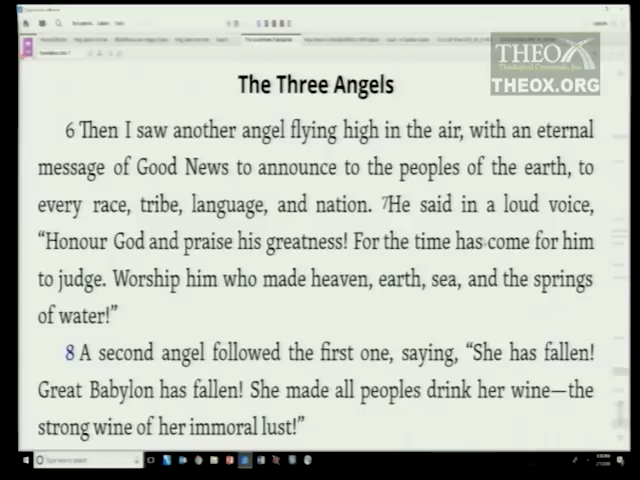 THEOX
THEOX.ORG
The Three Angels
6 Then I saw another angel flying high in the air, with an eternal
message of Good News to announce to the peoples of the earth, to
every race, tribe, language, and nation. 7He said in a loud voice,
“Honour God and praise his greatness! For the time has come for him
to judge. Worship him who made heaven, earth, sea, and the springs
of water!”
8 A second angel followed the first one, saying, “She has fallen!
Great Babylon has fallen! She made all peoples drink her wine—the
strong wine of her immoral lust!”